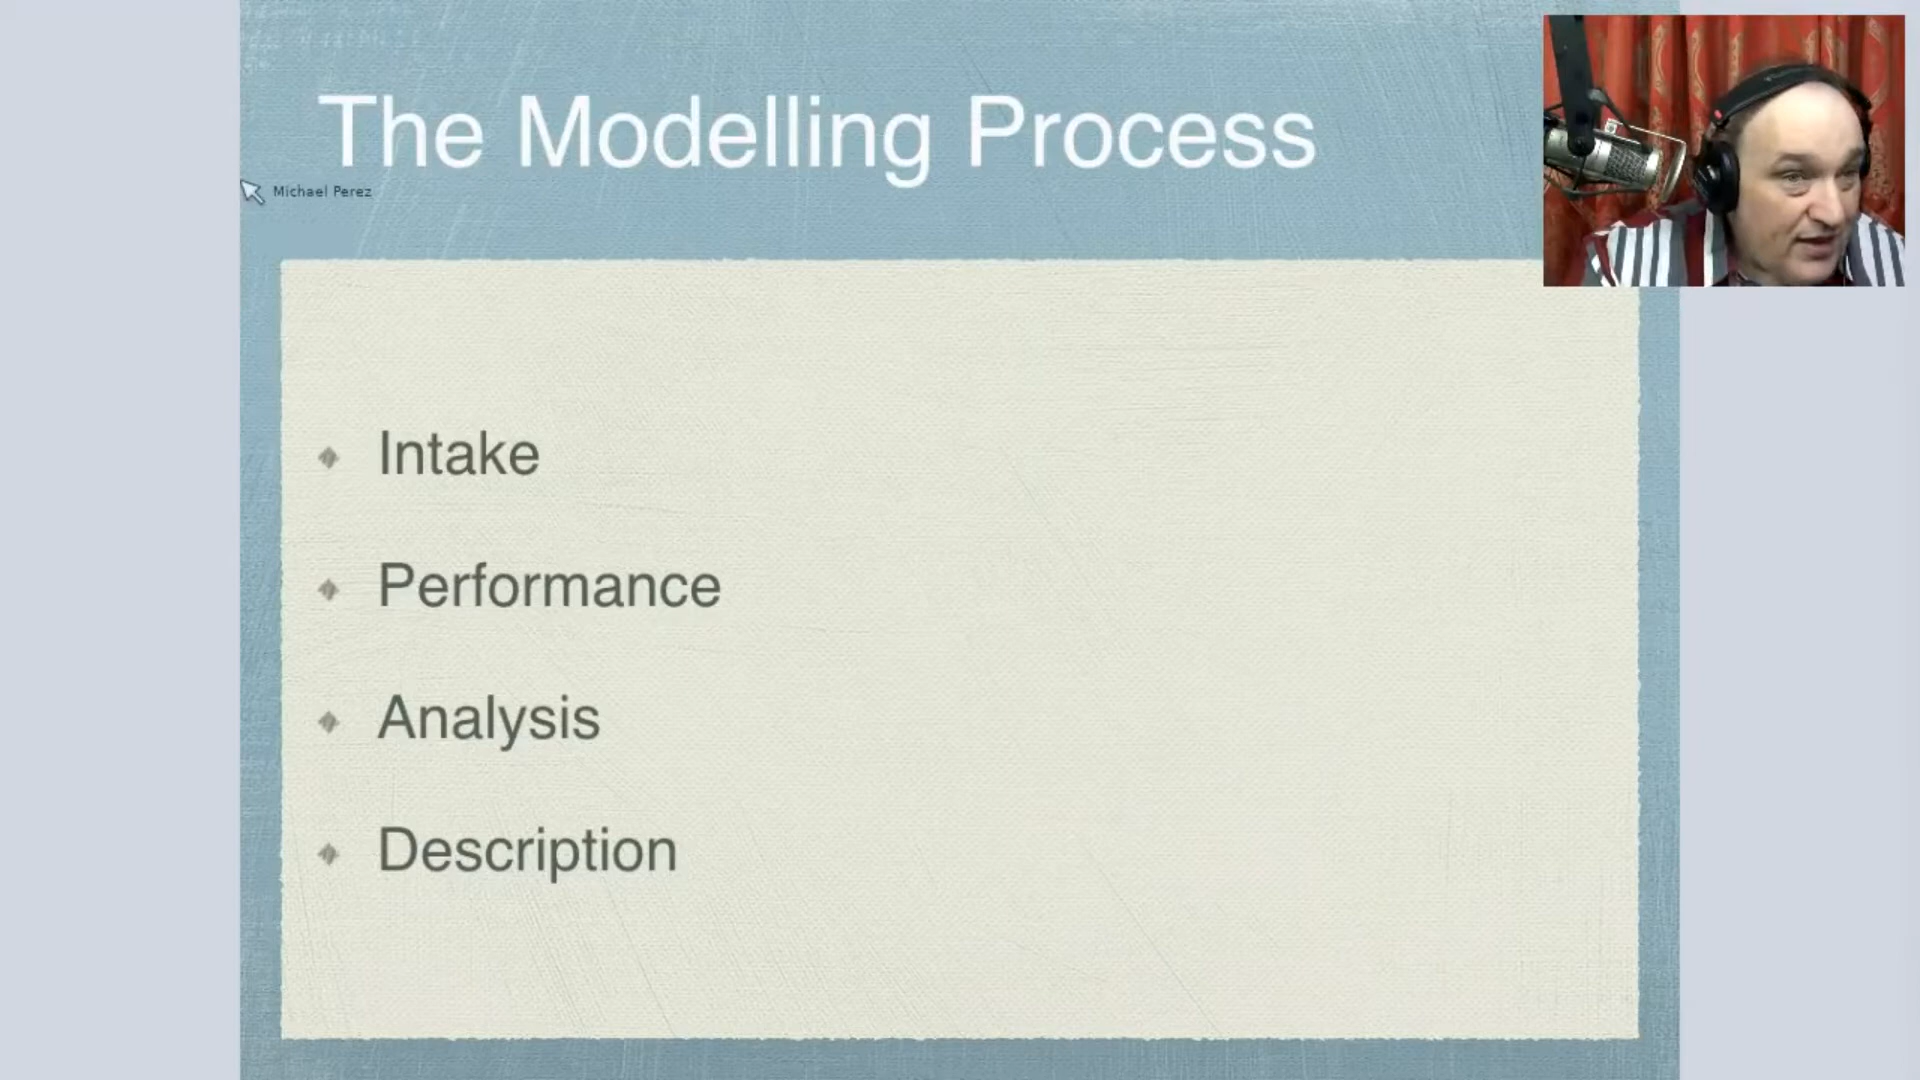 The Modelling Process
Michael Perez
Intake
Performance
Analysis
Description